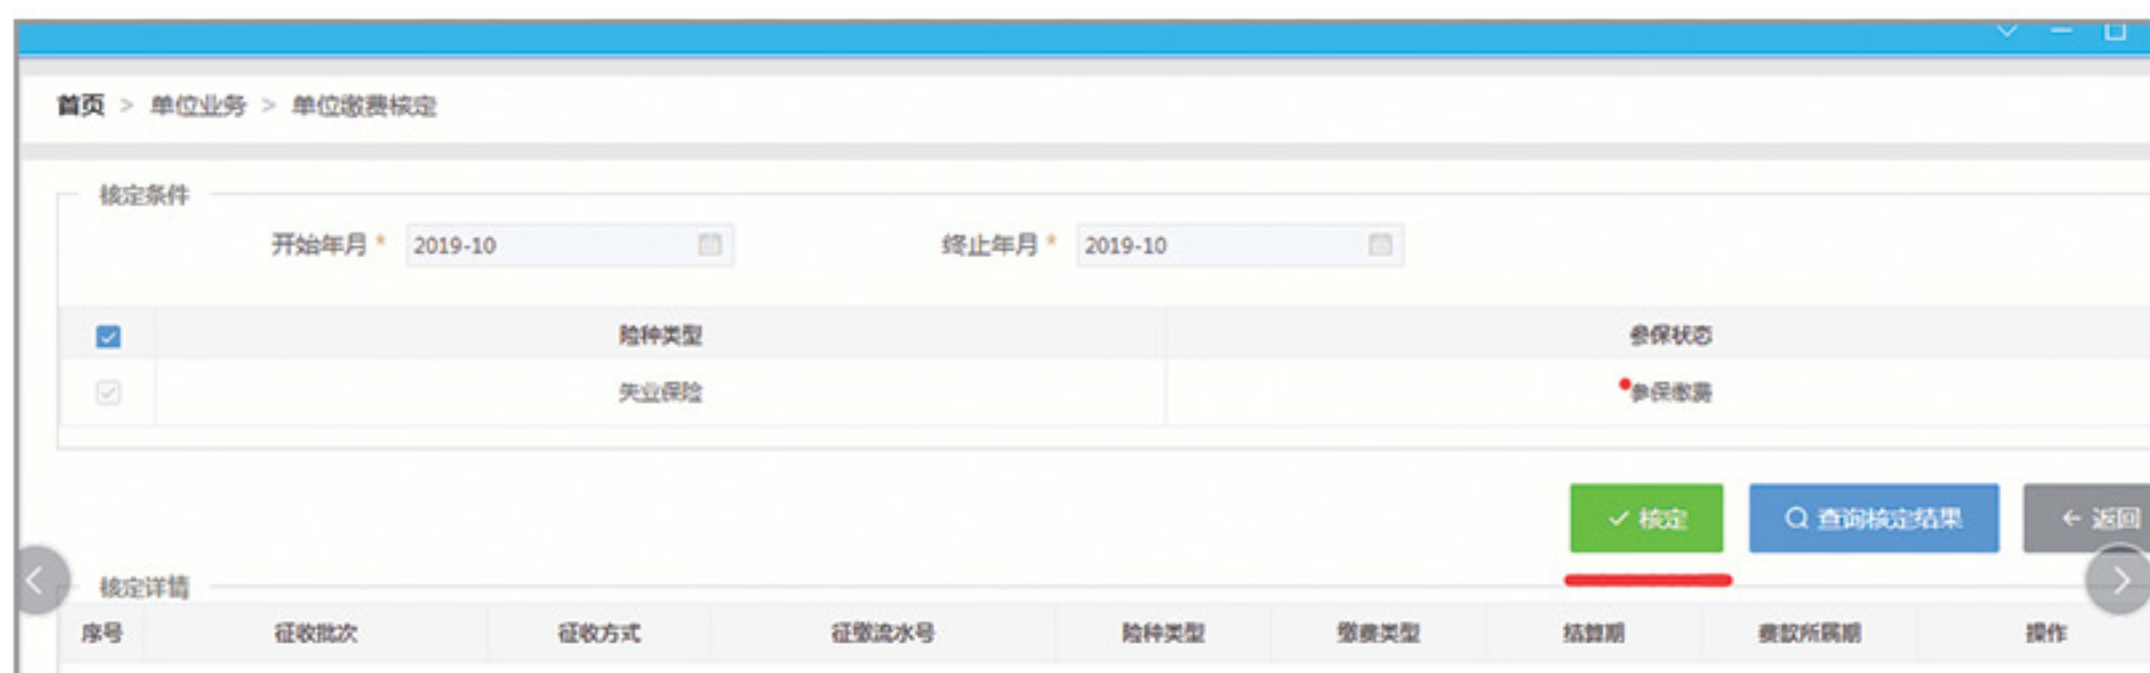 首页 > 单位业务 > 单位缴费核定
核定条件
开始年月 * 2019-10 终止年月 * 2019-10
险种类型 参保状态
失业保险 参保缴费
核定 查询核定结果 返回
核定详情
序号 征收批次 征收方式 征缴流水号 险种类型 缴费类型 结算期 费款所属期 操作